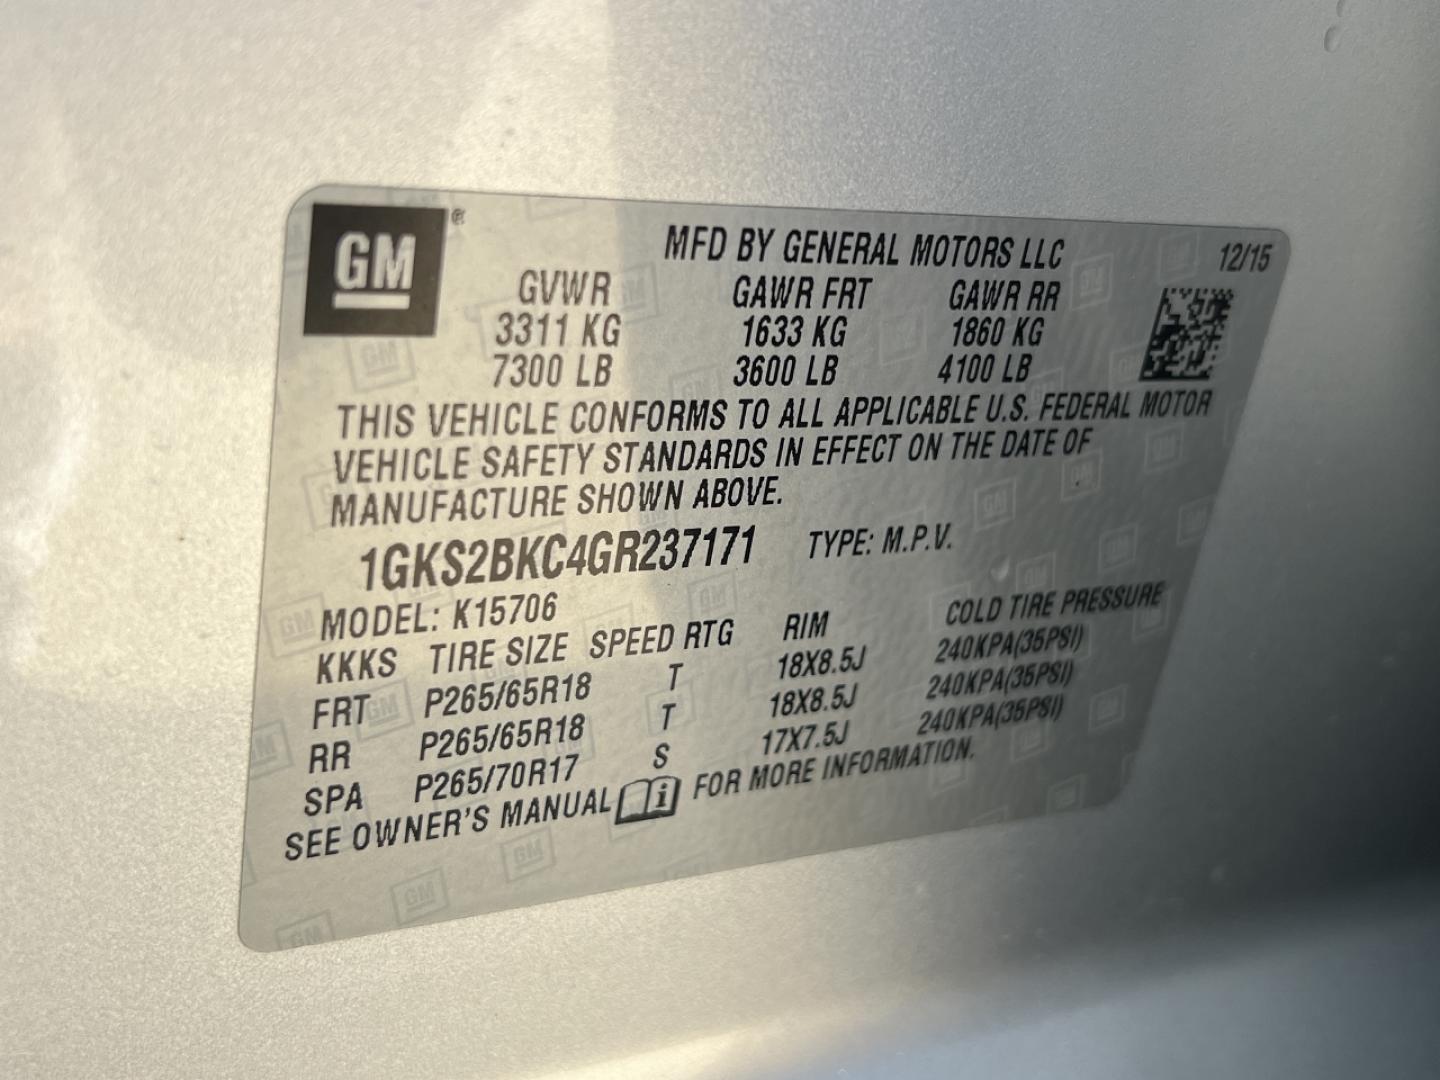 GM ®
MFD BY GENERAL MOTORS LLC 12/15
GVWR GAWR FRT GAWR RR
3311 KG 1633 KG 1860 KG
7300 LB 3600 LB 4100 LB
THIS VEHICLE CONFORMS TO ALL APPLICABLE U.S. FEDERAL MOTOR
VEHICLE SAFETY STANDARDS IN EFFECT ON THE DATE OF
MANUFACTURE SHOWN ABOVE.
1GKS2BKC4GR237171 TYPE: M.P.V.
MODEL: K15706
KKKS TIRE SIZE SPEED RTG RIM COLD TIRE PRESSURE
FRT P265/65R18 T 18X8.5J 240KPA(35PSI)
RR P265/65R18 T 18X8.5J 240KPA(35PSI)
SPA P265/70R17 S 17X7.5J 240KPA(35PSI)
SEE OWNER'S MANUAL i FOR MORE INFORMATION.